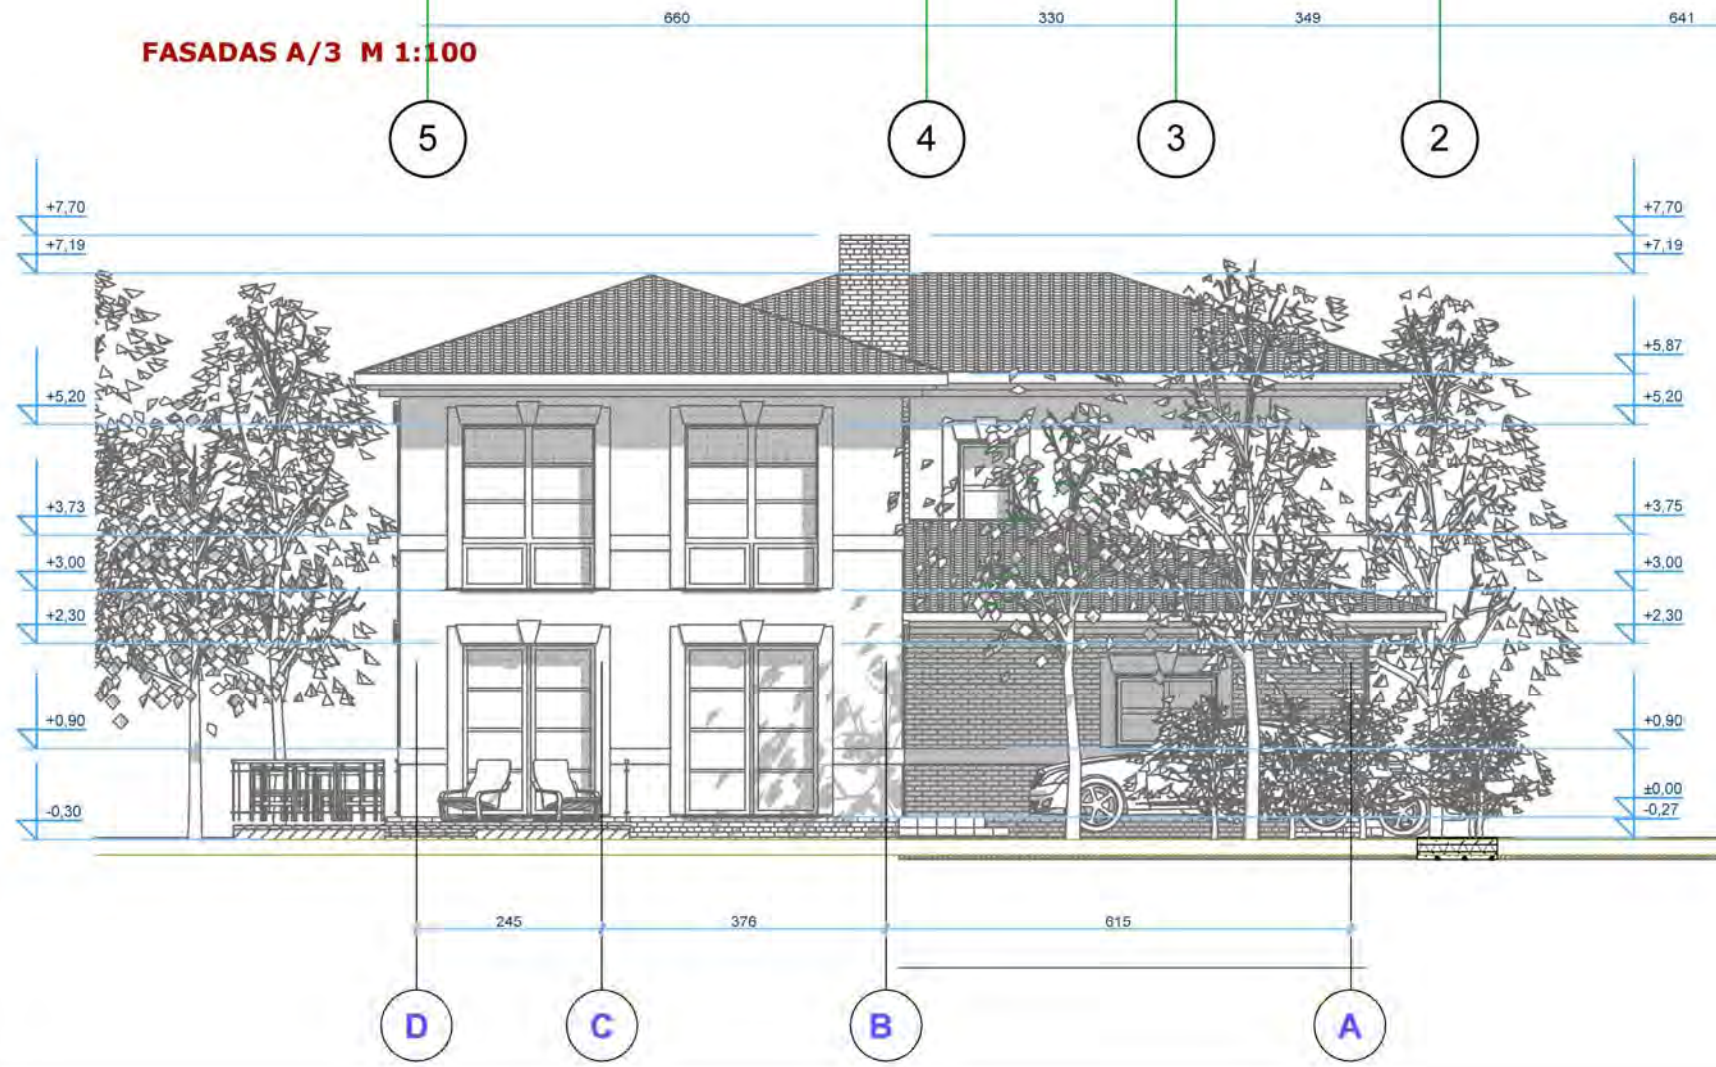 660 330 349 641
FASADAS A/3 M 1:100
5 4 3 2
+7,70 +7,70
+7,19 +7,19
+5,87
+5,20 +5,20
+3,73 +3,75
+3,00 +3,00
+2,30 +2,30
+0,90 +0,90
±0,00
-0,30 -0,27
245 376 615
D C B A